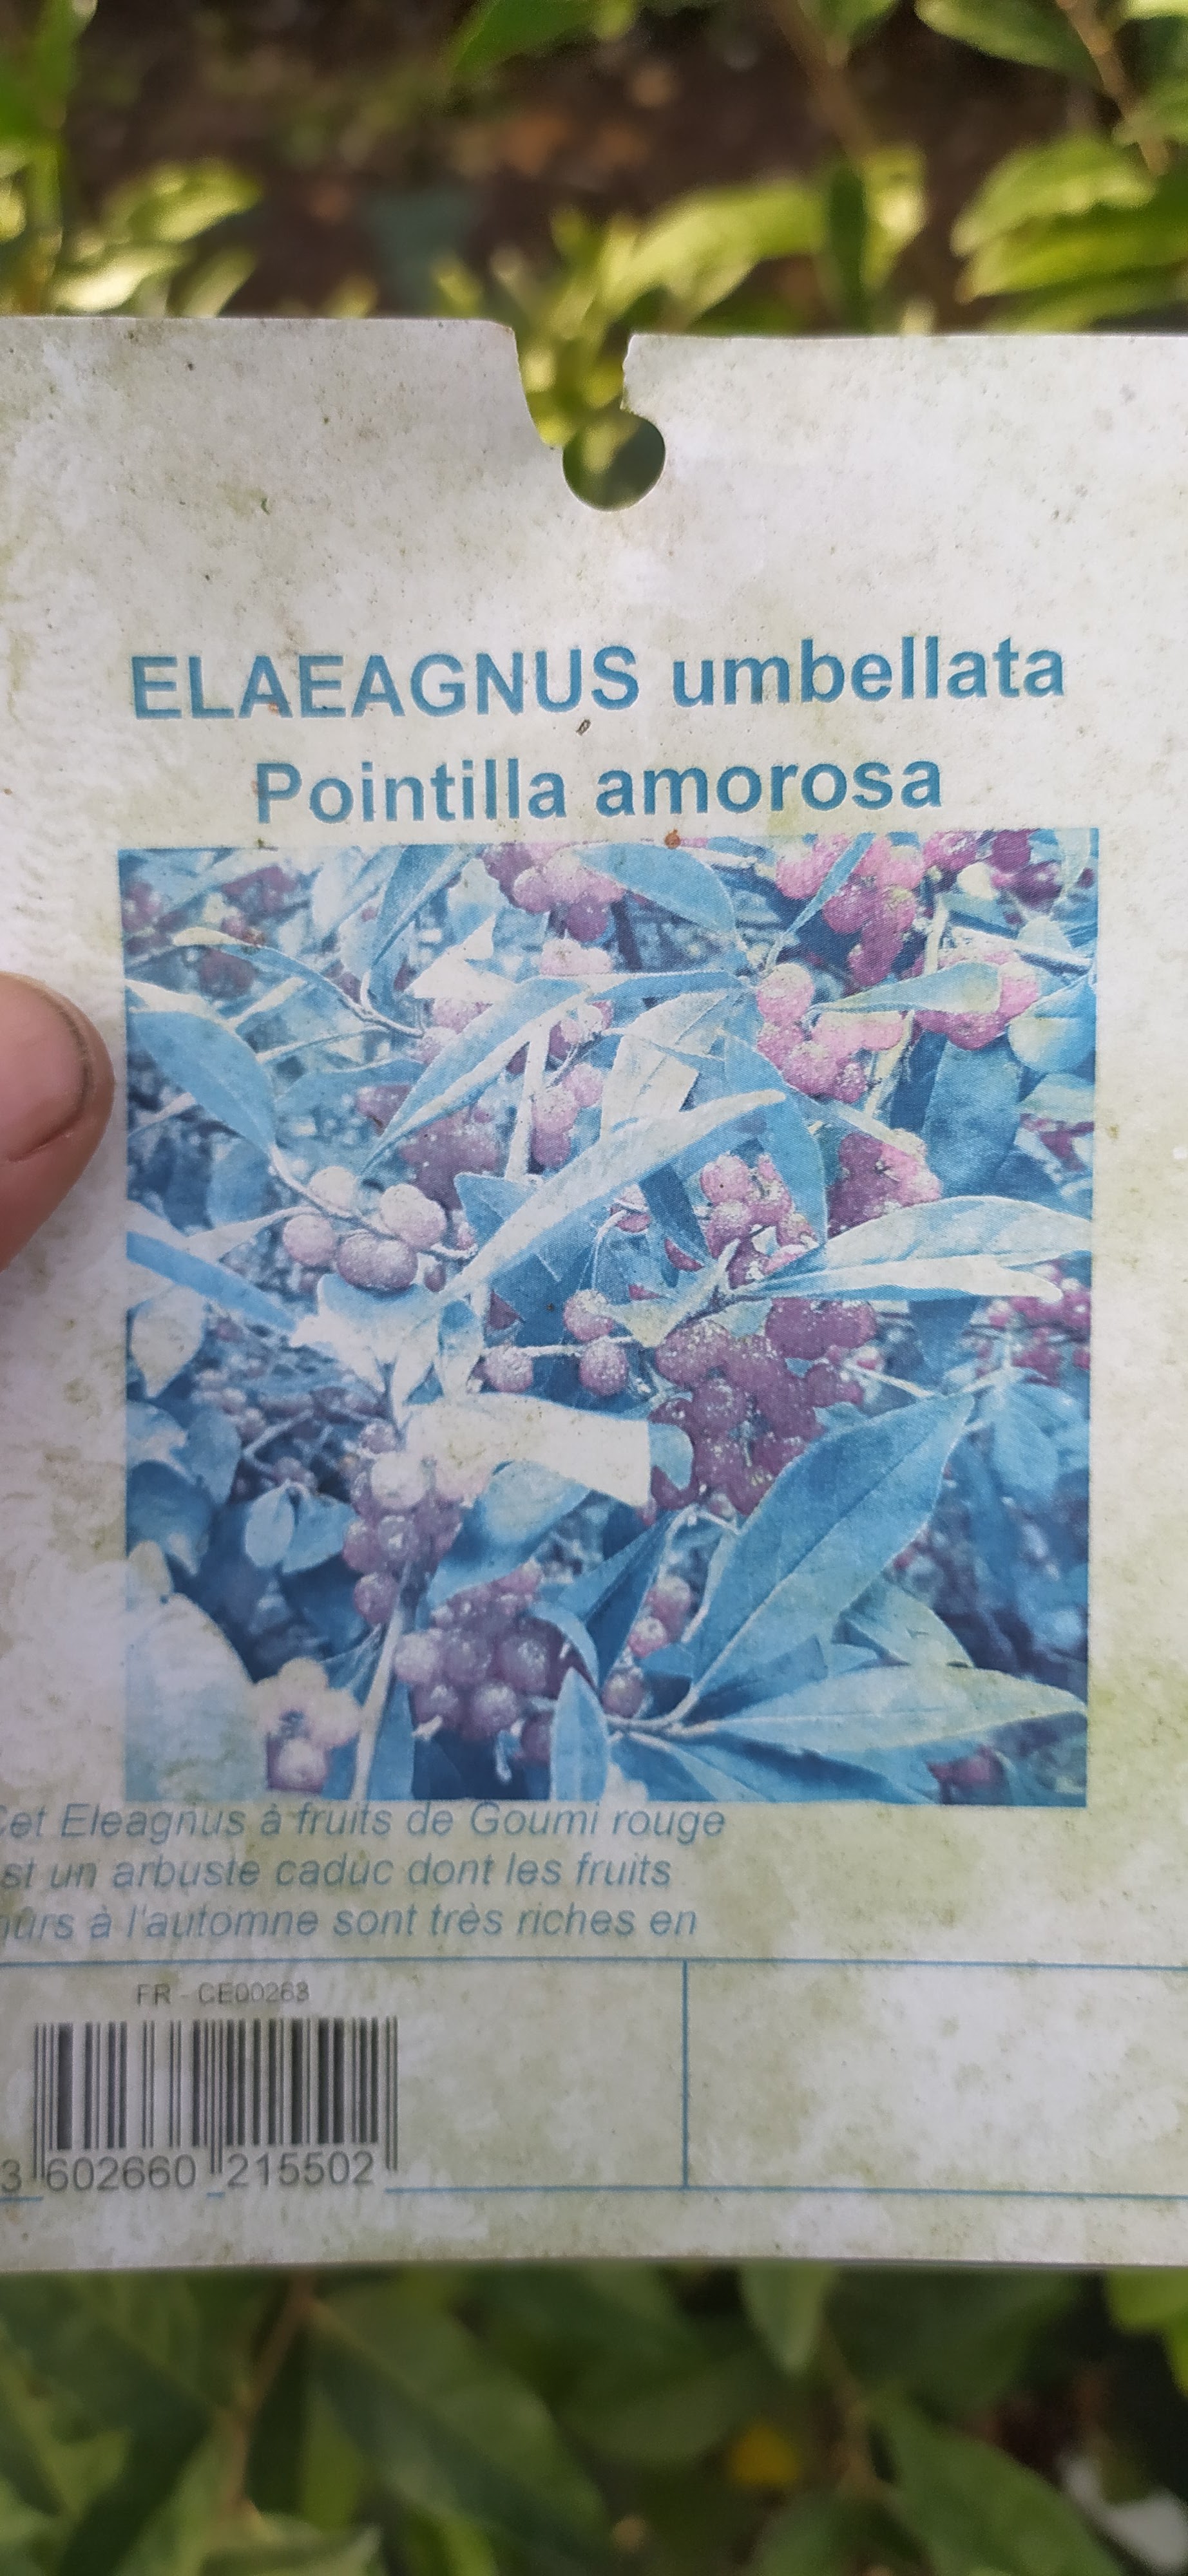 ELAEAGNUS umbellata
Pointilla amorosa
Cet Eleagnus à fruits de Goumi rouge
st un arbuste caduc dont les fruits
mûrs à l'automne sont très riches en
FR - CE00263
3 602660 215502